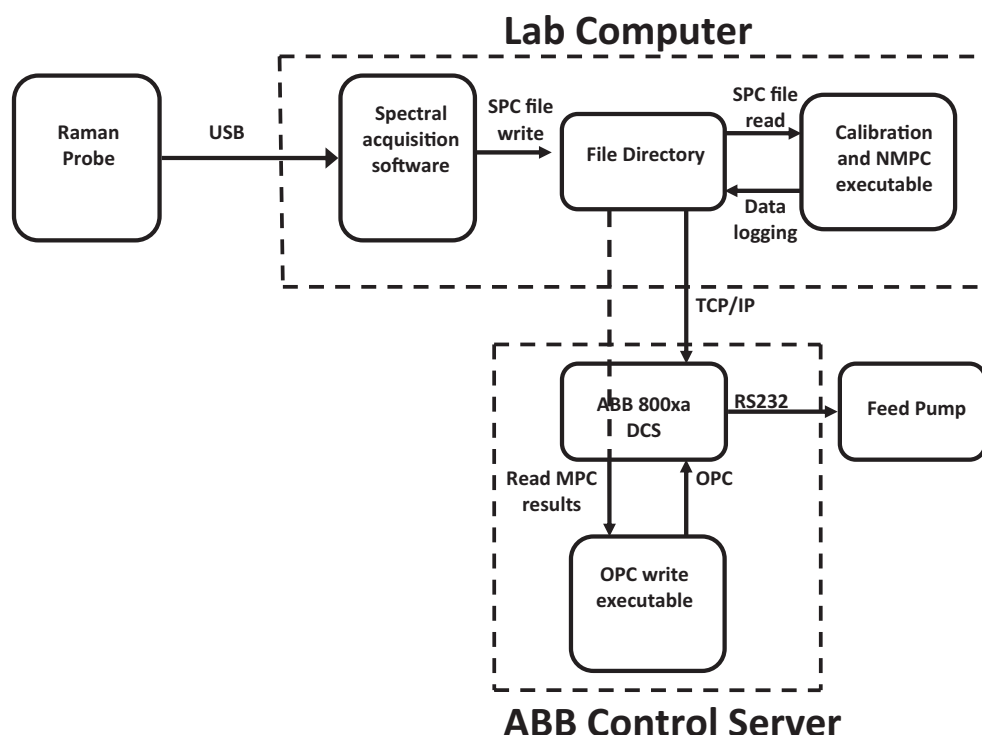 Lab Computer
Raman
Probe
USB
Spectral
acquisition
software
SPC file
write
File Directory
SPC file
read
Data
logging
Calibration
and NMPC
executable
TCP/IP
ABB 800xa
DCS
RS232
Feed Pump
Read MPC
results
OPC
OPC write
executable
ABB Control Server